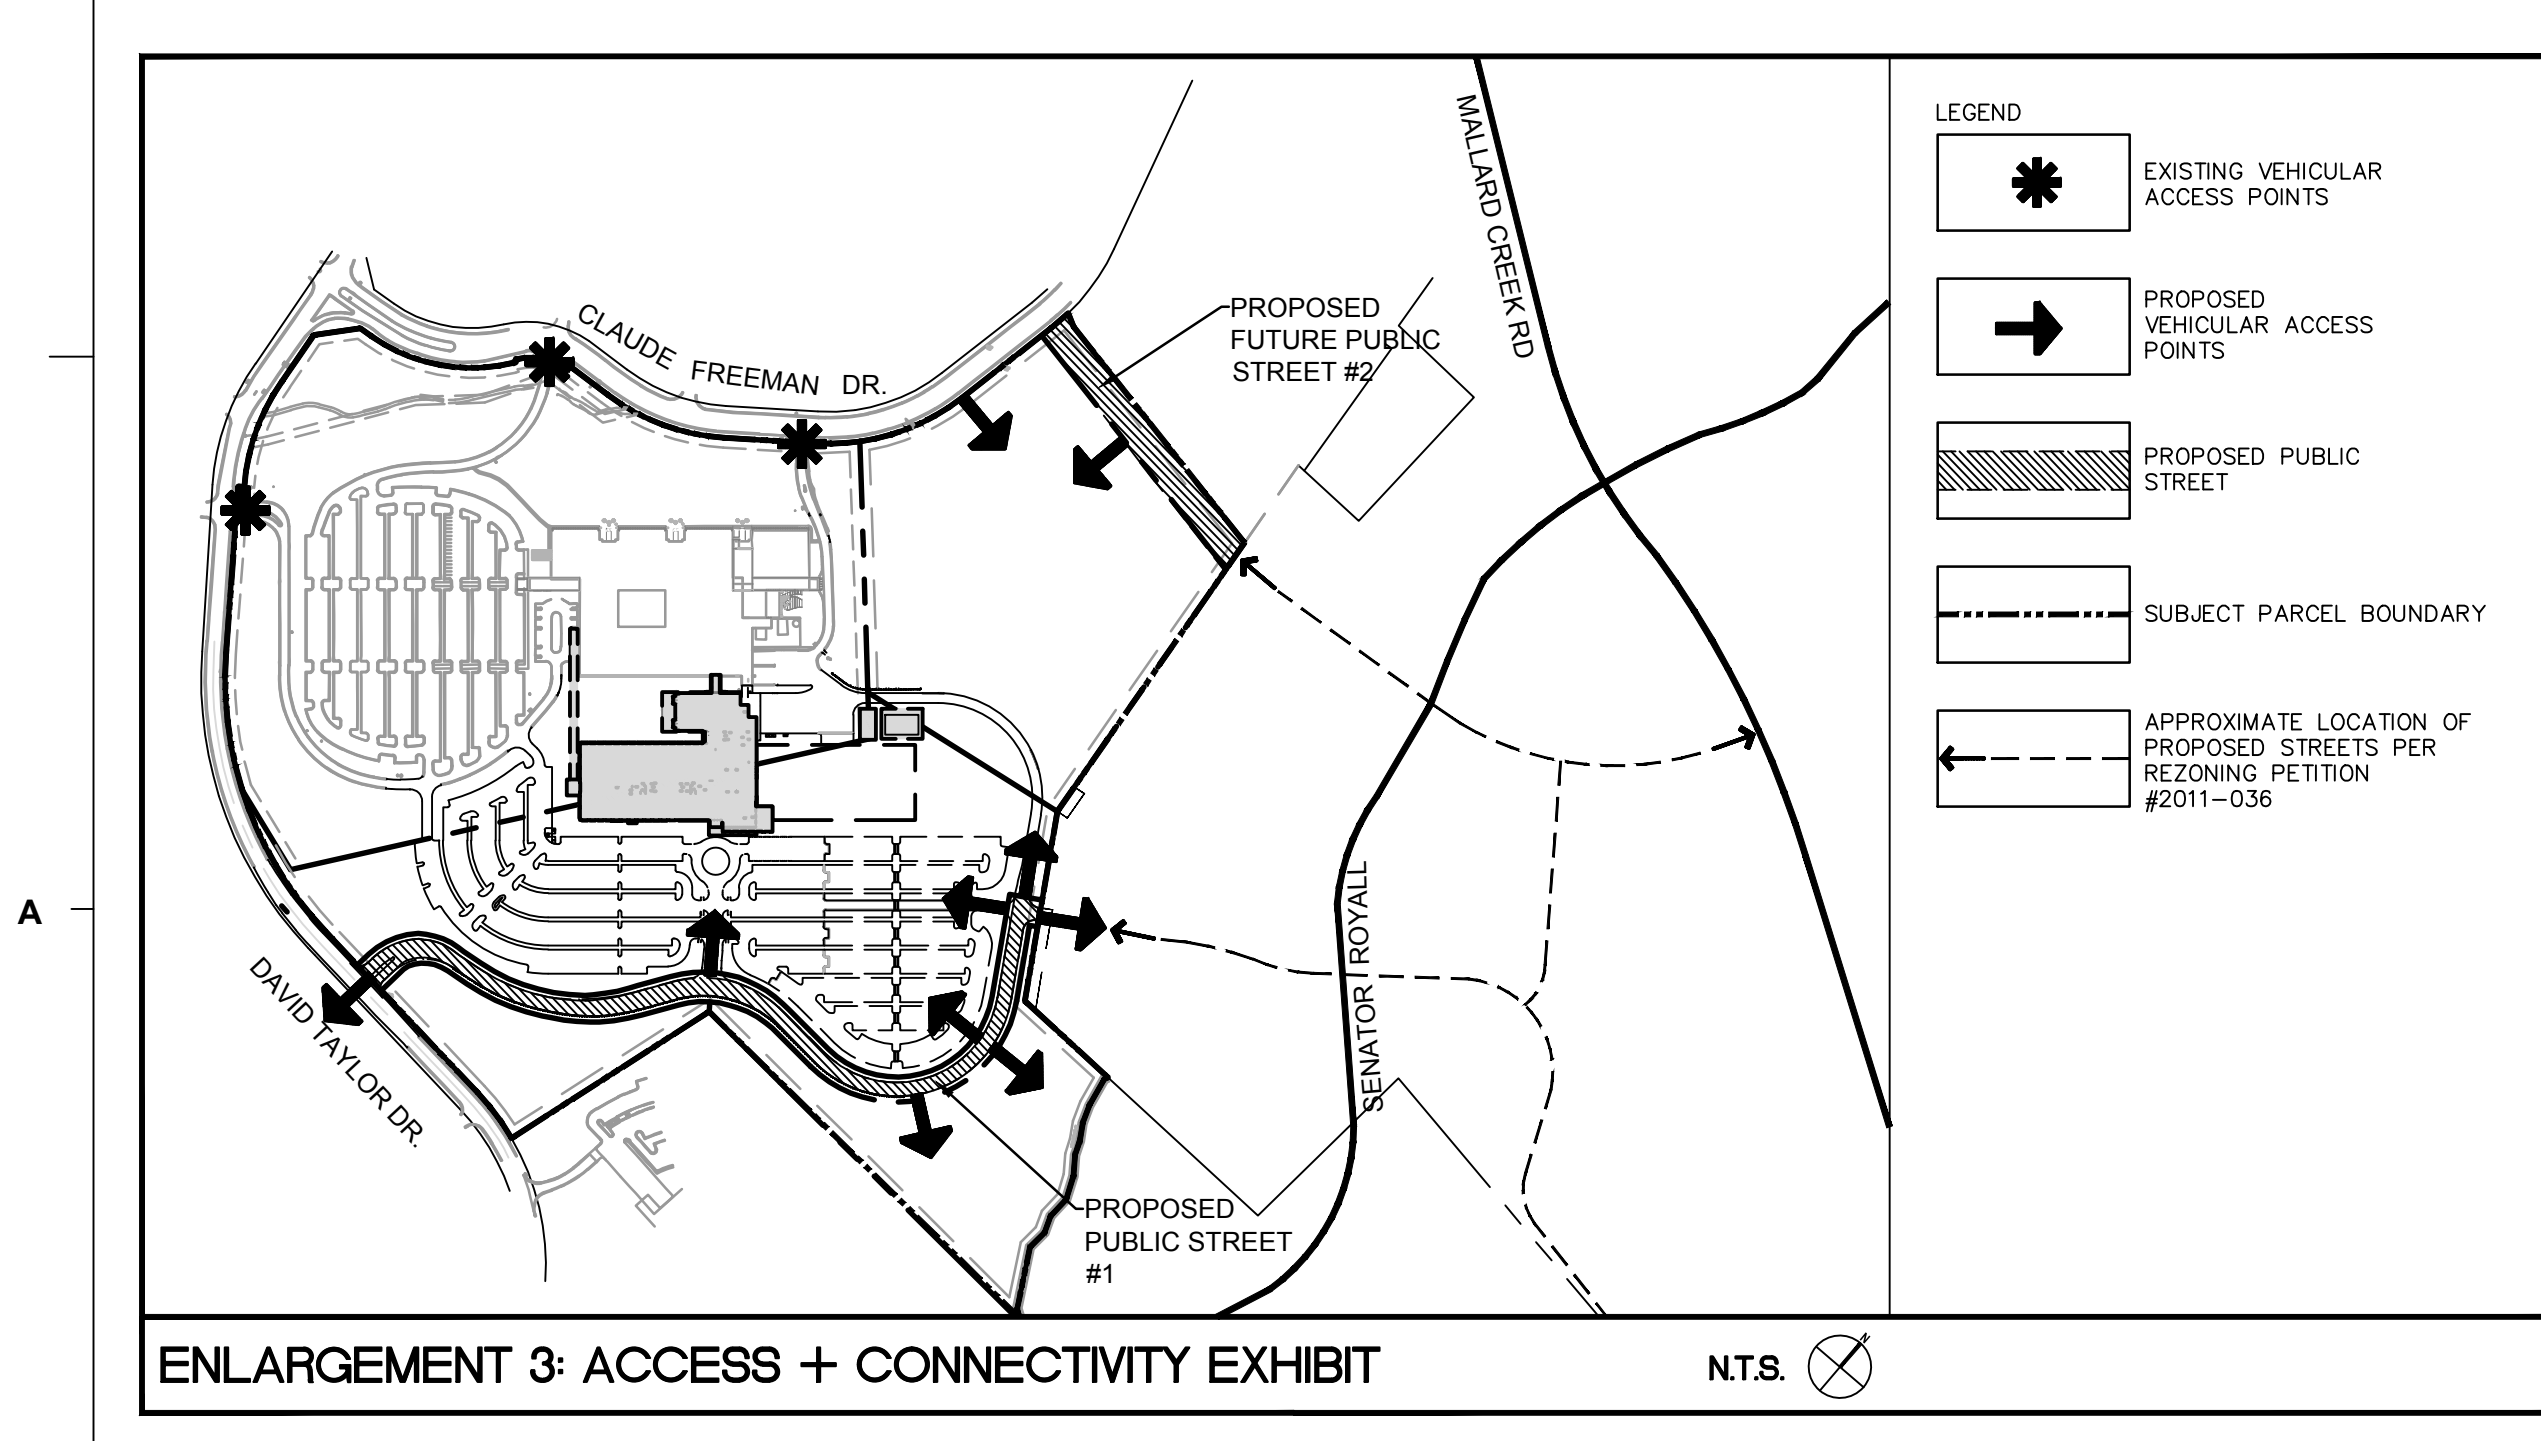 LEGEND
EXISTING VEHICULAR
ACCESS POINTS
PROPOSED
VEHICULAR ACCESS
POINTS
PROPOSED PUBLIC
STREET
SUBJECT PARCEL BOUNDARY
APPROXIMATE LOCATION OF
PROPOSED STREETS PER
REZONING PETITION
#2011-036
MALLARD CREEK RD
CLAUDE FREEMAN DR.
PROPOSED
FUTURE PUBLIC
STREET #2
SENATOR ROYALL
DAVID TAYLOR DR.
PROPOSED
PUBLIC STREET
#1
A
ENLARGEMENT 3: ACCESS + CONNECTIVITY EXHIBIT
N.T.S.
N